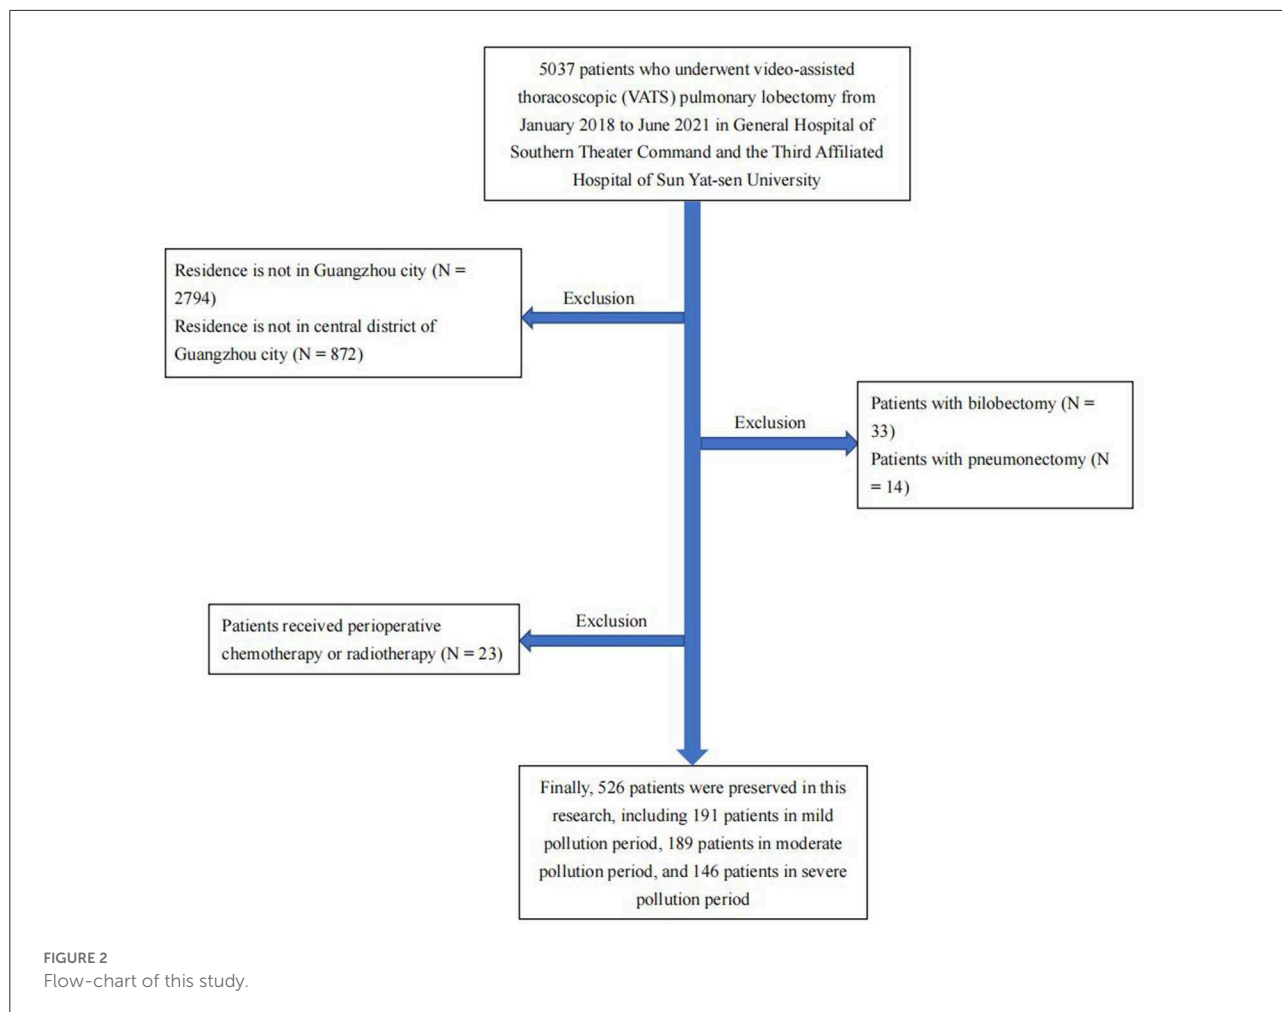 5037 patients who underwent video-assisted
thoracoscopic (VATS) pulmonary lobectomy from
January 2018 to June 2021 in General Hospital of
Southern Theater Command and the Third Affiliated
Hospital of Sun Yat-sen University
Residence is not in Guangzhou city (N =
2794)
Residence is not in central district of
Guangzhou city (N = 872)
Exclusion
Exclusion
Patients with bilobectomy (N =
33)
Patients with pneumonectomy (N
= 14)
Patients received perioperative
chemotherapy or radiotherapy (N = 23)
Exclusion
Finally, 526 patients were preserved in this
research, including 191 patients in mild
pollution period, 189 patients in moderate
pollution period, and 146 patients in severe
pollution period
FIGURE 2
Flow-chart of this study.